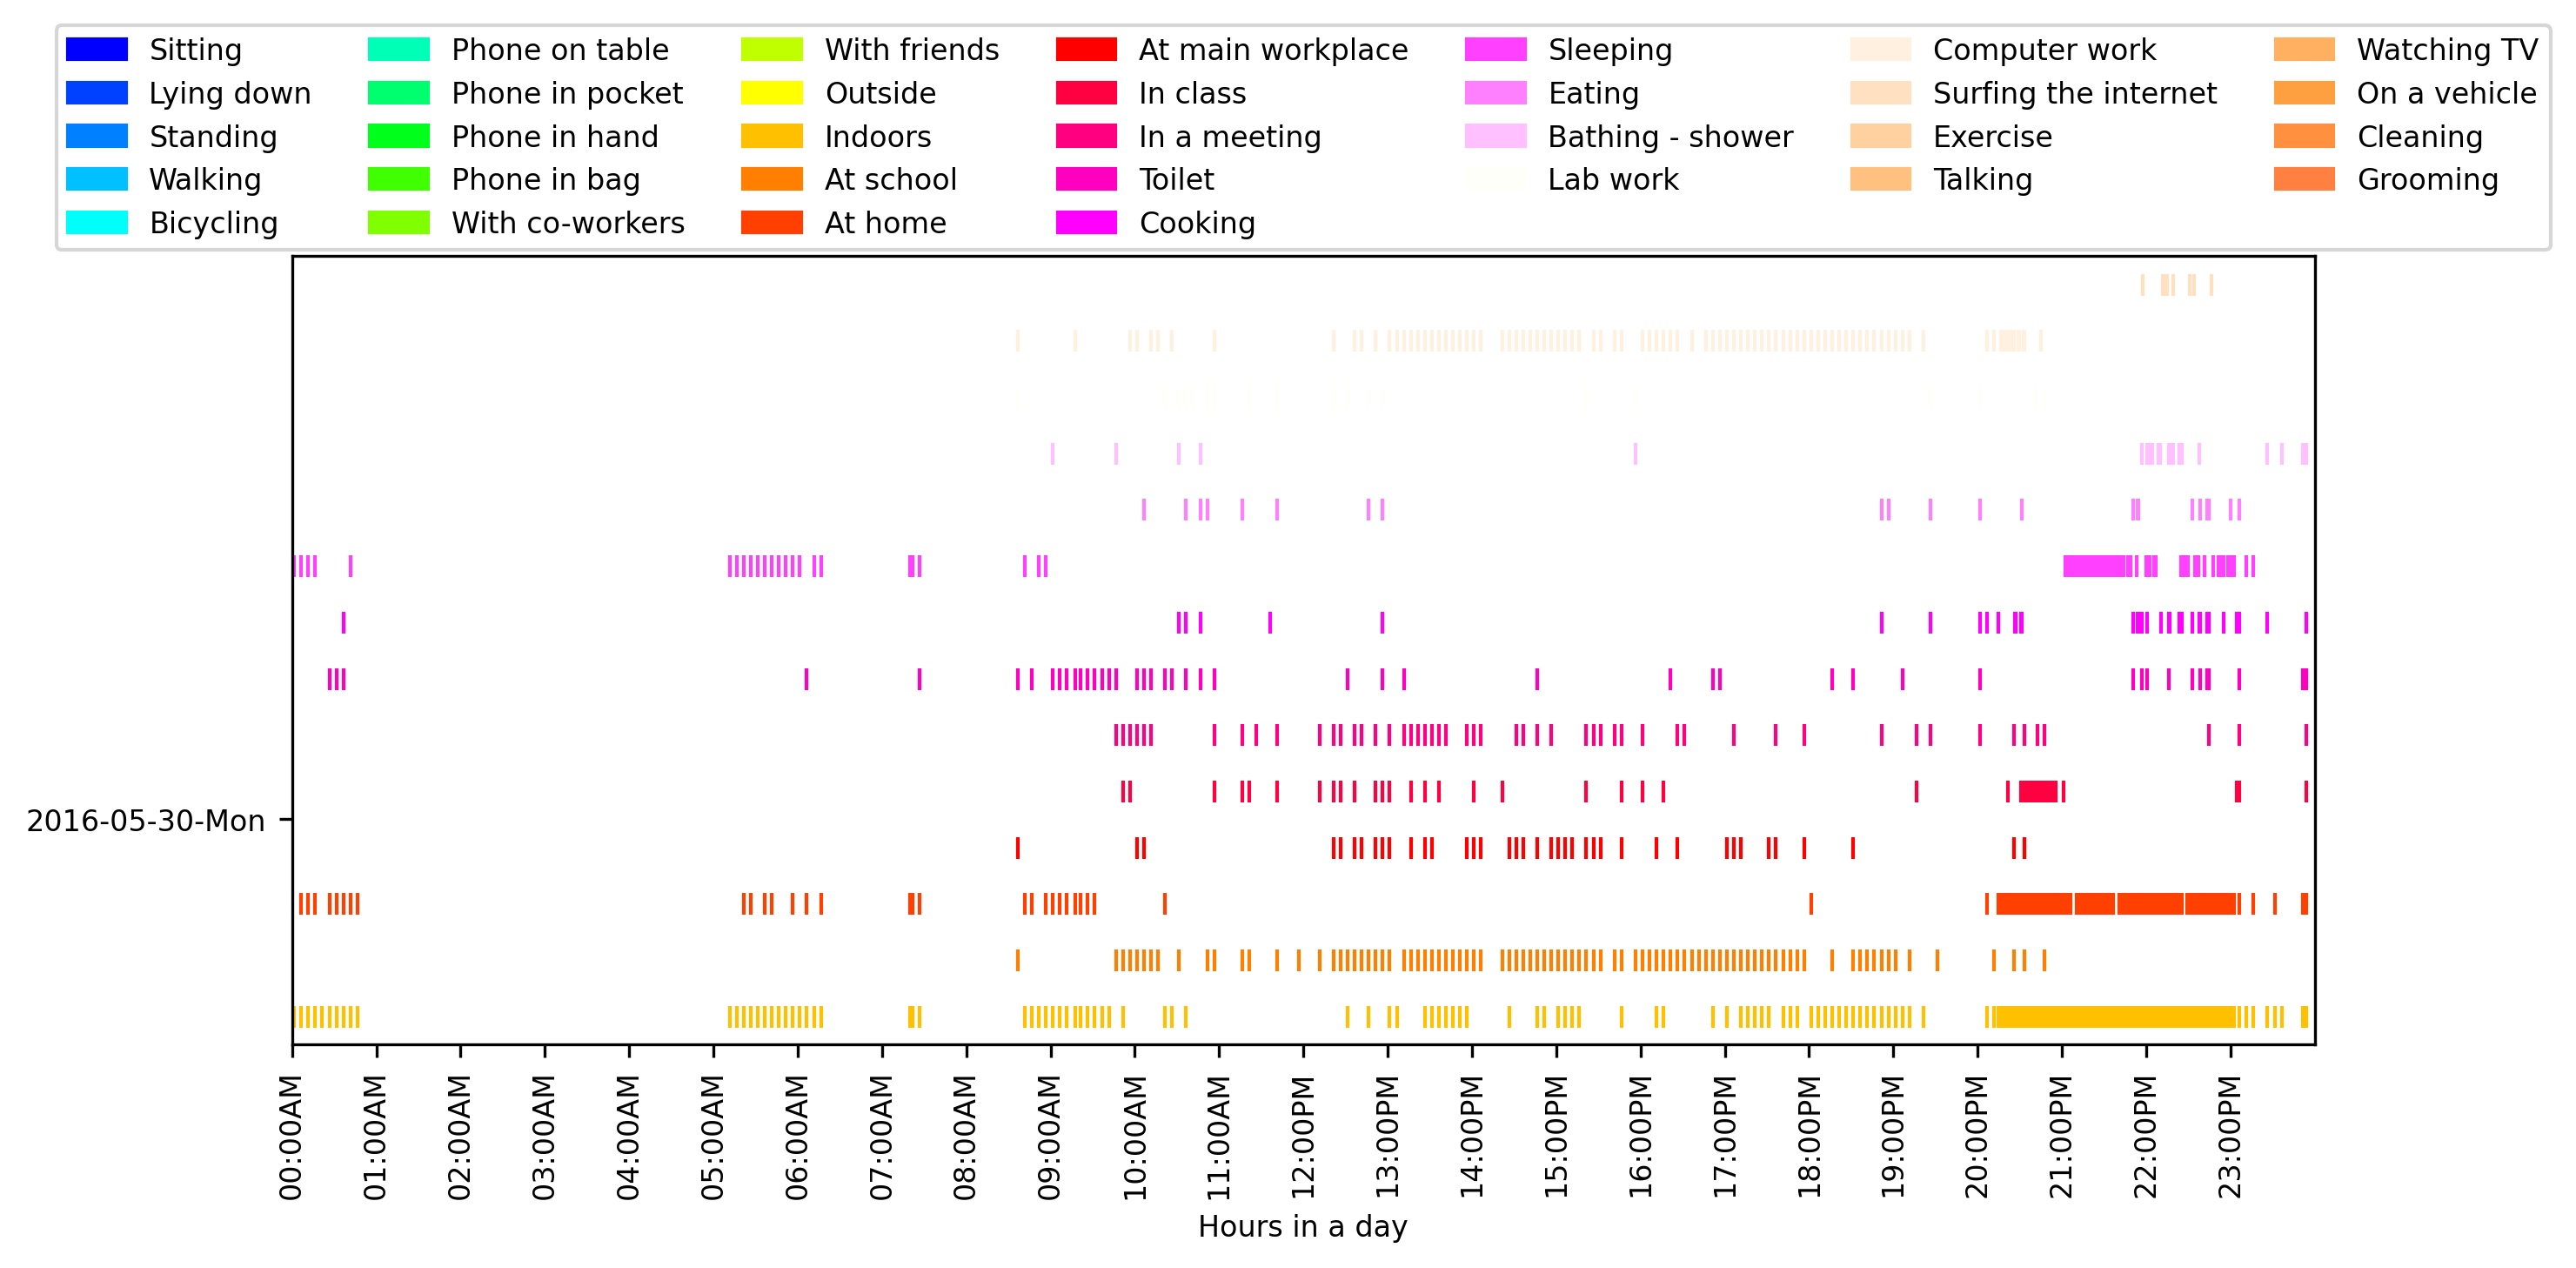 Sitting
Lying down
Standing
Walking
Bicycling
Phone on table
Phone in pocket
Phone in hand
Phone in bag
With co-workers
With friends
Outside
Indoors
At school
At home
At main workplace
In class
In a meeting
Toilet
Cooking
Sleeping
Eating
Bathing - shower
Lab work
Computer work
Surfing the internet
Exercise
Talking
Watching TV
On a vehicle
Cleaning
Grooming
2016-05-30-Mon
00:00AM
01:00AM
02:00AM
03:00AM
04:00AM
05:00AM
06:00AM
07:00AM
08:00AM
09:00AM
10:00AM
11:00AM
12:00PM
13:00PM
14:00PM
15:00PM
16:00PM
17:00PM
18:00PM
19:00PM
20:00PM
21:00PM
22:00PM
23:00PM
Hours in a day